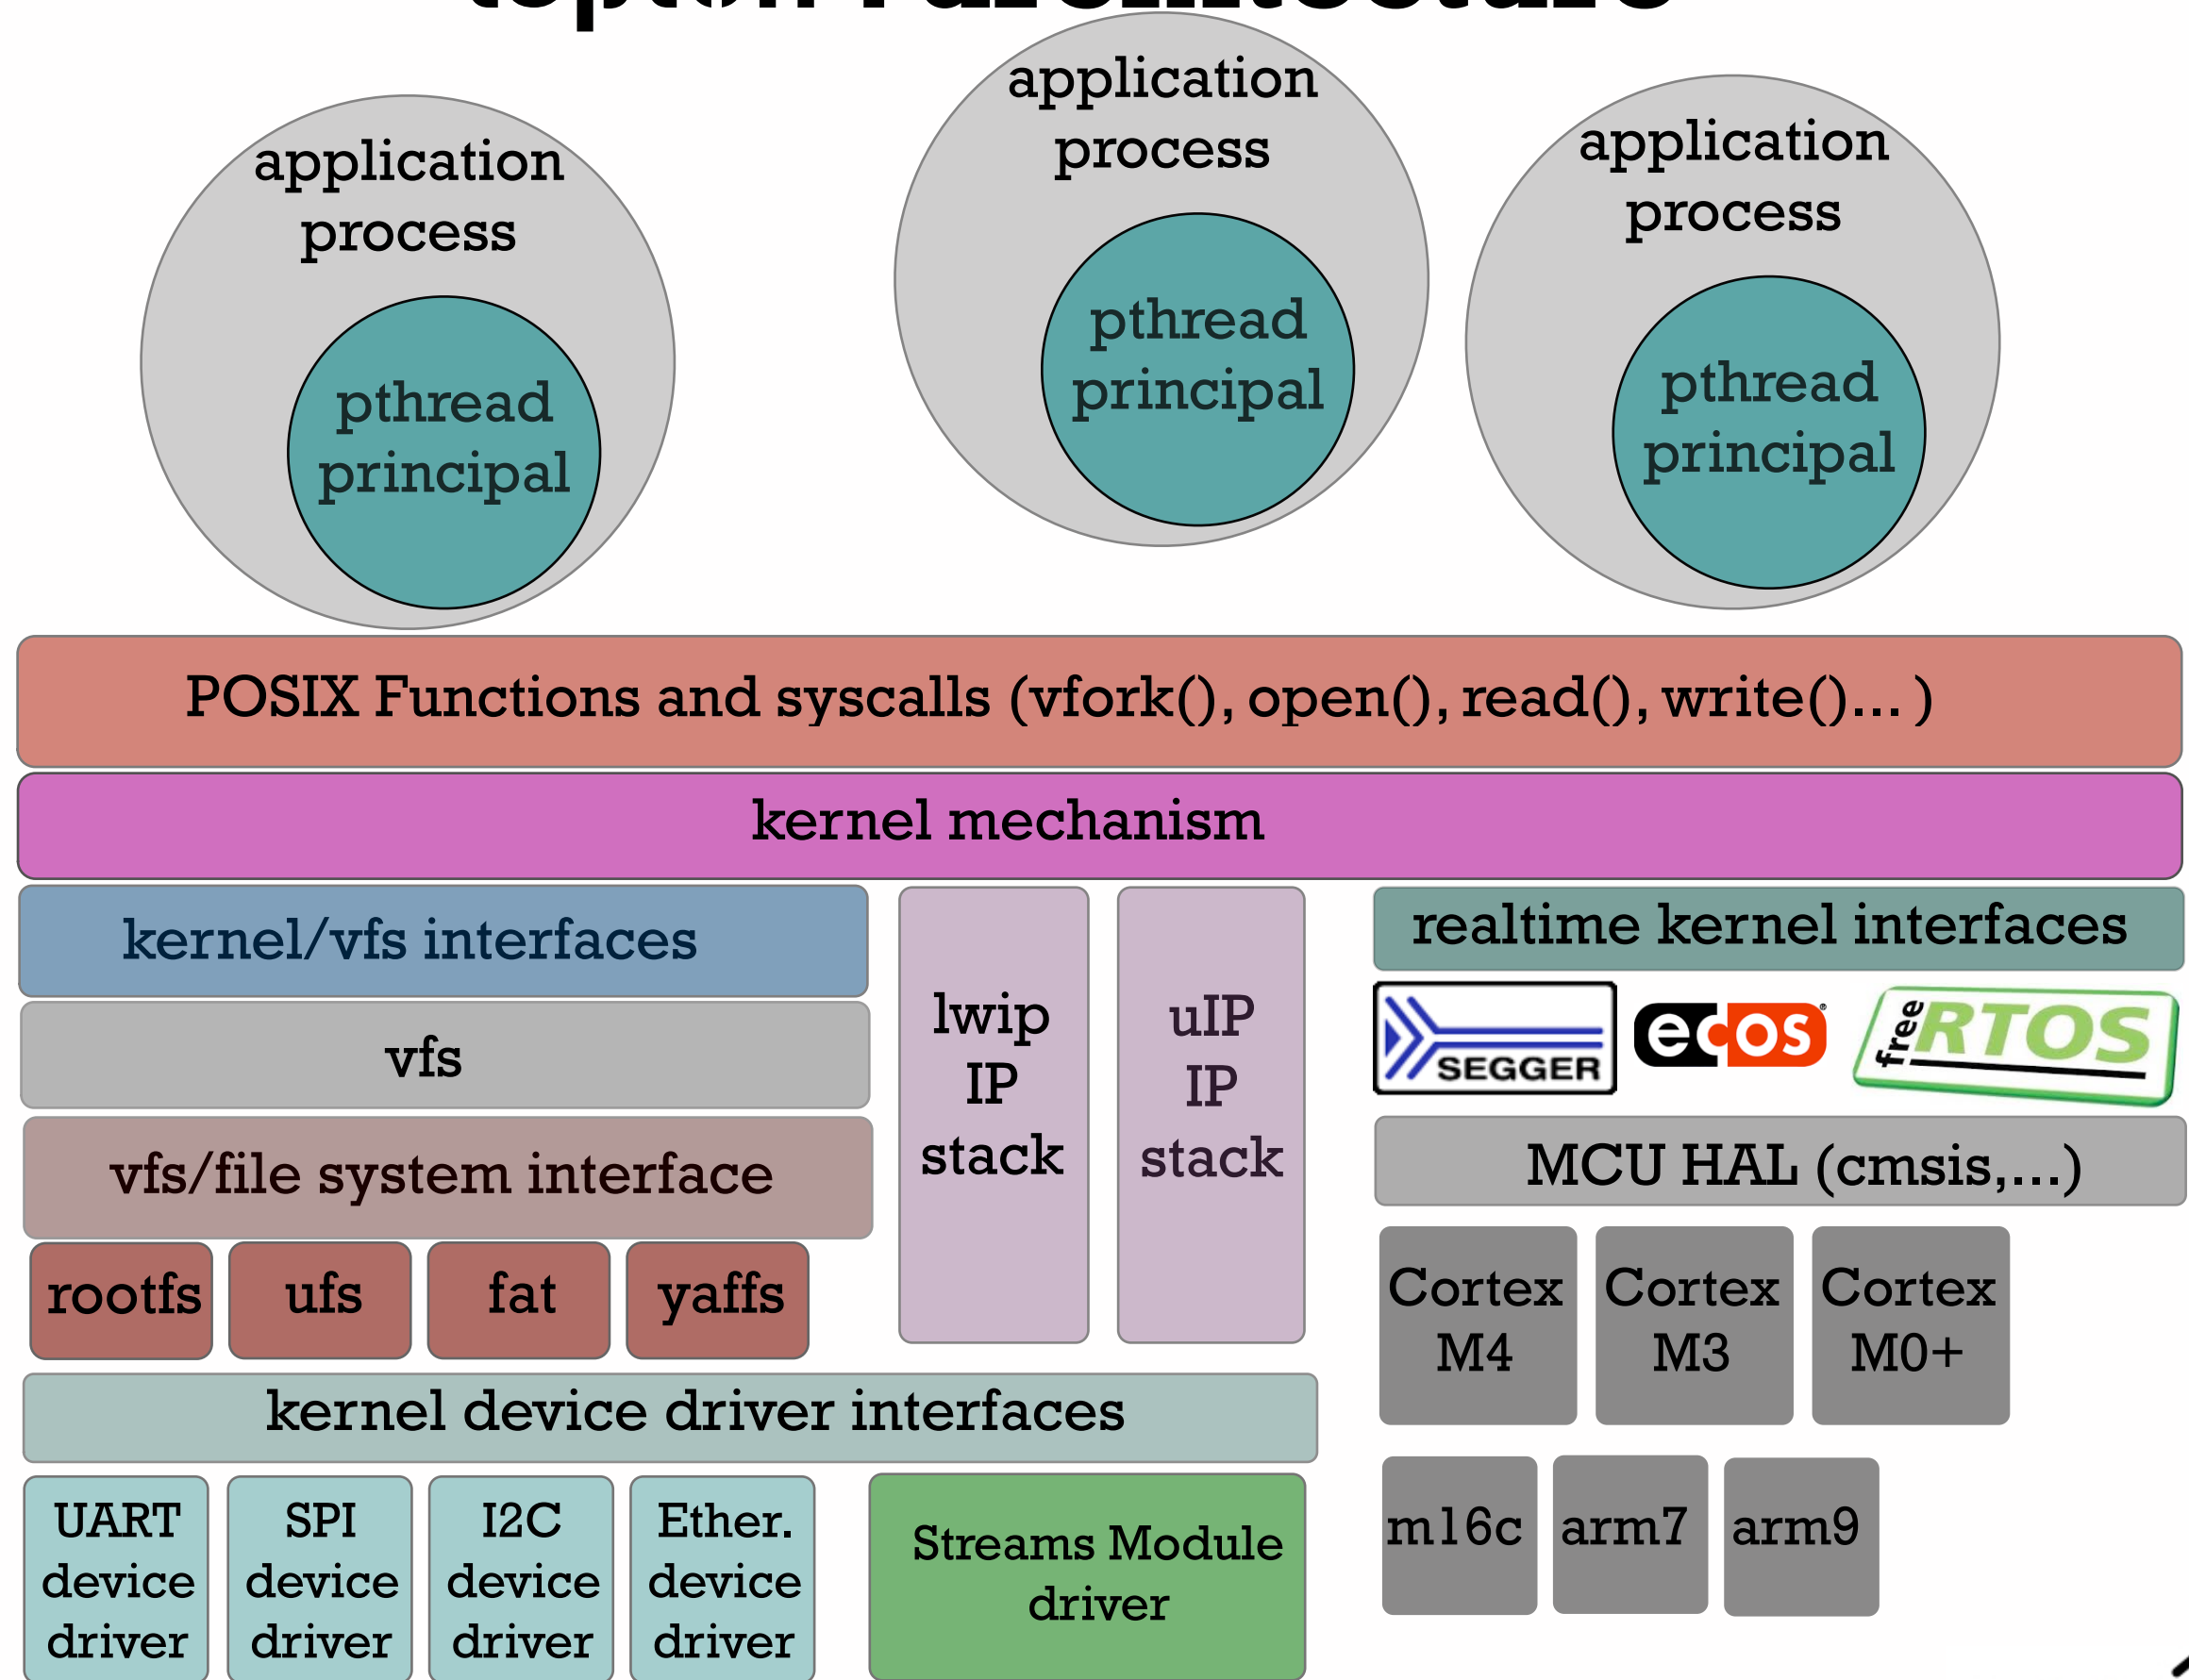 application
process
pthread
principal
application
process
pthread
principal
application
process
pthread
principal
POSIX Functions and syscalls (vfork(), open(), read(), write()... )
kernel mechanism
kernel/vfs interfaces
vfs
vfs/file system interface
rootfs
ufs
fat
yaffs
lwip
IP
stack
uIP
IP
stack
realtime kernel interfaces
SEGGER
ecos®
free RTOS
MCU HAL (cmsis,...)
Cortex
M4
Cortex
M3
Cortex
M0+
m16c
arm7
arm9
kernel device driver interfaces
UART
device
driver
SPI
device
driver
I2C
device
driver
Ether.
device
driver
Streams Module
driver